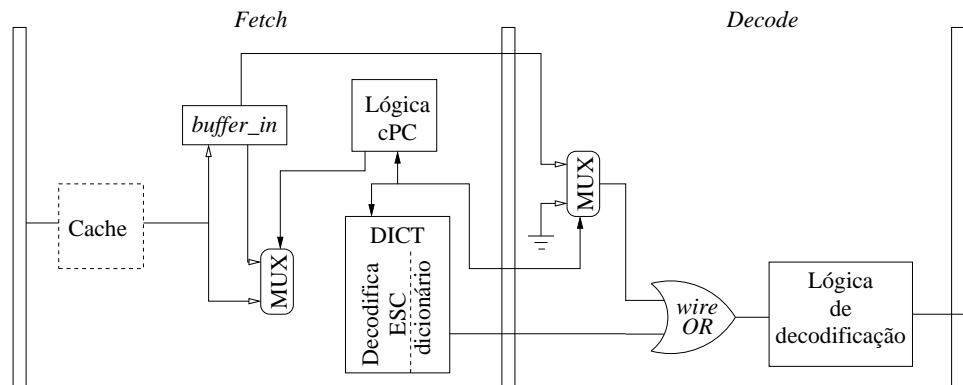 Fetch
Decode
buffer_in
Lógica
cPC
Cache
MUX
DICT
Decodifica
ESC
dicionário
MUX
wire
OR
Lógica
de
decodificação